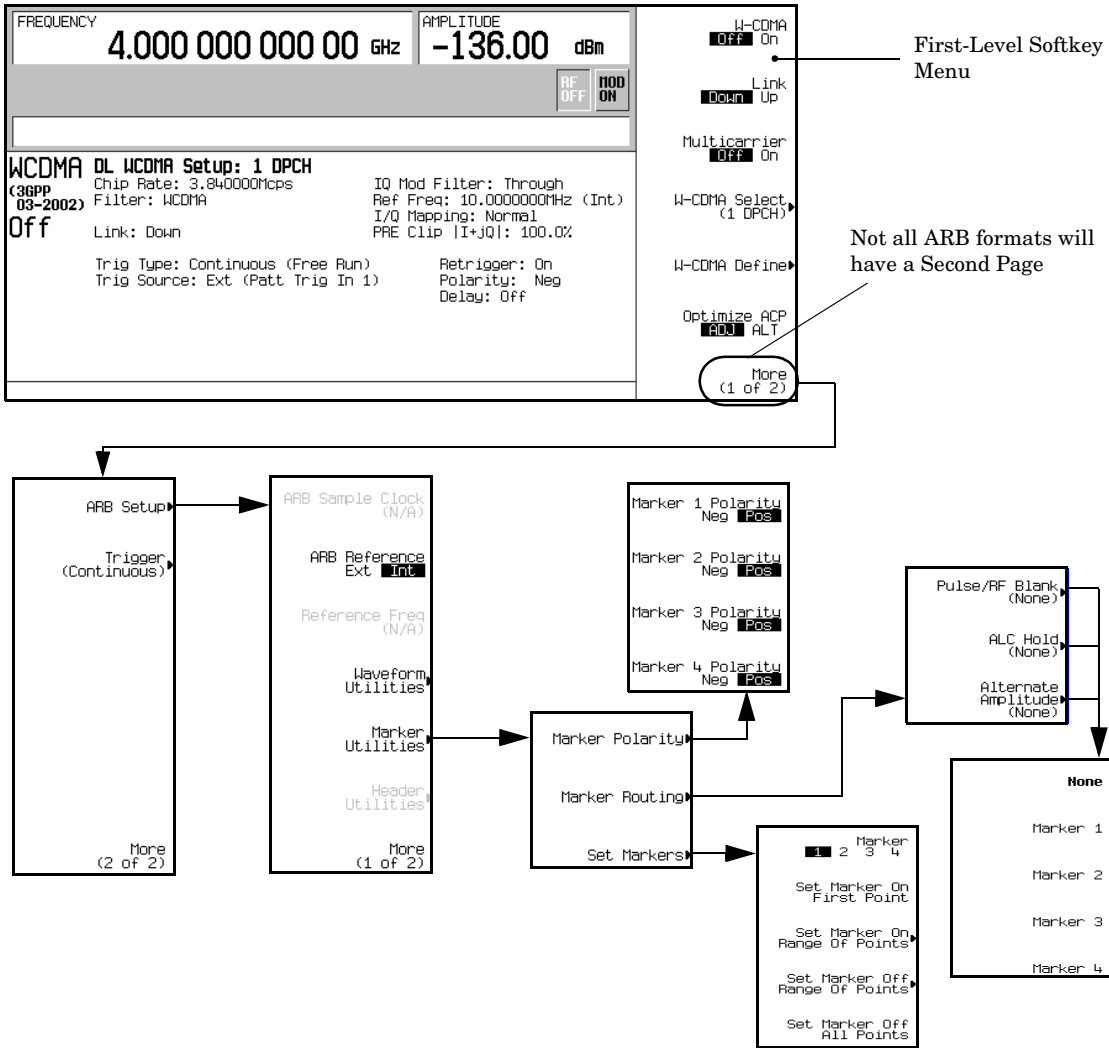 FREQUENCY
4.000 000 000 00 GHz
AMPLITUDE
-136.00 dBm
RF
OFF
MOD
ON
WCDMA
(3GPP
03-2002)
Off
DL WCDMA Setup: 1 DPCH
Chip Rate: 3.840000Mcps
Filter: WCDMA
Link: Down
IQ Mod Filter: Through
Ref Freq: 10.0000000MHz (Int)
I/Q Mapping: Normal
PRE Clip |I+jQ|: 100.0%
Trig Type: Continuous (Free Run)
Trig Source: Ext (Patt Trig In 1)
Retrigger: On
Polarity: Neg
Delay: Off
W-CDMA
Off On
Link
Down Up
Multicarrier
Off On
W-CDMA Select
(1 DPCH)
W-CDMA Define
Optimize ACP
ADJ ALT
More
(1 of 2)
First-Level Softkey
Menu
Not all ARB formats will
have a Second Page
ARB Setup
Trigger
(Continuous)
More
(2 of 2)
ARB Sample Clock
(N/A)
ARB Reference
Ext Int
Reference Freq
(N/A)
Waveform
Utilities
Marker
Utilities
Header
Utilities
More
(1 of 2)
Marker Polarity
Marker Routing
Set Markers
Marker 1 Polarity
Neg Pos
Marker 2 Polarity
Neg Pos
Marker 3 Polarity
Neg Pos
Marker 4 Polarity
Neg Pos
Marker
1 2 3 4
Set Marker On
First Point
Set Marker On
Range Of Points
Set Marker Off
Range Of Points
Set Marker Off
All Points
Pulse/RF Blank
(None)
ALC Hold
(None)
Alternate
Amplitude
(None)
None
Marker 1
Marker 2
Marker 3
Marker 4